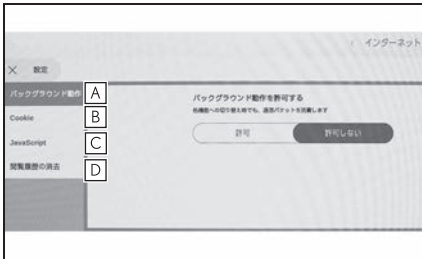 インターネット
設定
バックグラウンド動作
A
バックグラウンド動作を許可する
各機能への切り替え時でも、通信パケットを消費します
Cookie
B
許可
許可しない
JavaScript
C
閲覧履歴の消去
D